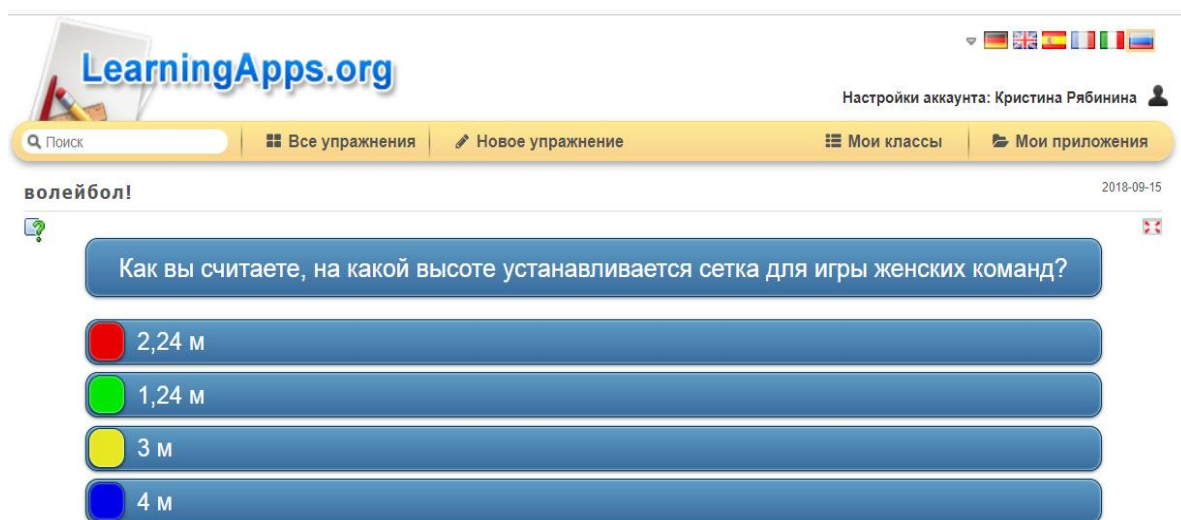 LearningApps.org
Настройки аккаунта: Кристина Рябинина
Поиск
Все упражнения
Новое упражнение
Мои классы
Мои приложения
волейбол!
2018-09-15
Как вы считаете, на какой высоте устанавливается сетка для игры женских команд?
2,24 м
1,24 м
3 м
4 м